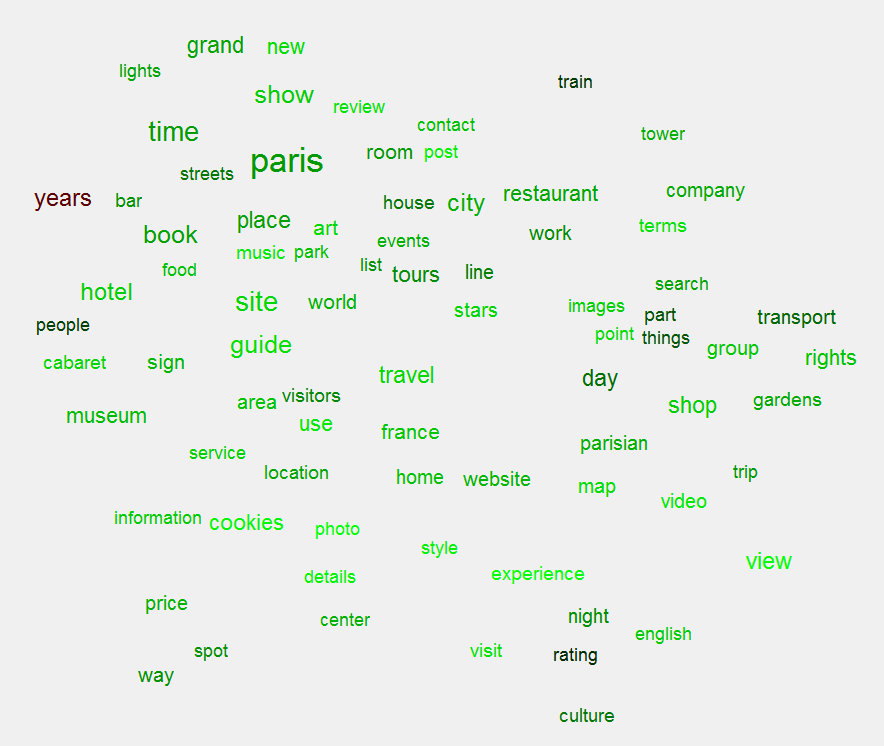 grand new
lights
train
show
review
contact
time
tower
paris
room post
streets
years bar
restaurant company
house city
place
art
terms
book
work
events
music park
food
list tours line
hotel
search
site world
stars
images
part
people
transport
guide
point things
group
cabaret sign
rights
travel
day
area visitors
shop gardens
museum
use
france
parisian
service
location
home website
trip
map
video
information cookies
photo
style
view
details
experience
price
center
night
english
spot
visit
rating
way
culture